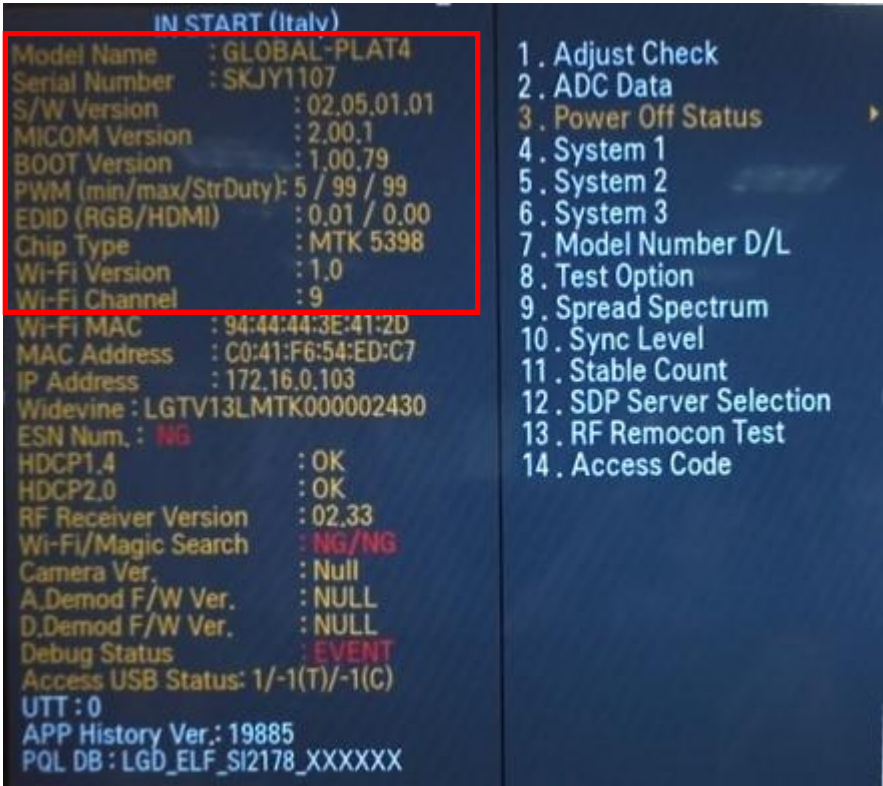 IN START (Italy)
Model Name : GLOBAL-PLAT4
Serial Number : SKJY1107
S/W Version : 02.05.01.01
MICOM Version : 2.00.1
BOOT Version : 1.00.79
PWM (min/max/StrDuty): 5 / 99 / 99
EDID (RGB/HDMI) : 0.01 / 0.00
Chip Type : MTK 5398
Wi-Fi Version : 1.0
Wi-Fi Channel : 9
Wi-Fi MAC : 94:44:44:3E:41:2D
MAC Address : C0:41:F6:54:ED:C7
IP Address : 172.16.0.103
Widevine : LGTV13LMTK000002430
ESN Num. : NG
HDCP1.4 : OK
HDCP2.0 : OK
RF Receiver Version : 02.33
Wi-Fi/Magic Search : NG/NG
Camera Ver. : Null
A.Demod F/W Ver. : NULL
D.Demod F/W Ver. : NULL
Debug Status : EVENT
Access USB Status: 1/-1(T)/-1(C)
UTT : 0
APP History Ver.: 19885
PQL DB : LGD_ELF_SI2178_XXXXXX
1 . Adjust Check
2 . ADC Data
3 . Power Off Status
4 . System 1
5 . System 2
6 . System 3
7 . Model Number D/L
8 . Test Option
9 . Spread Spectrum
10 . Sync Level
11 . Stable Count
12 . SDP Server Selection
13 . RF Remocon Test
14 . Access Code